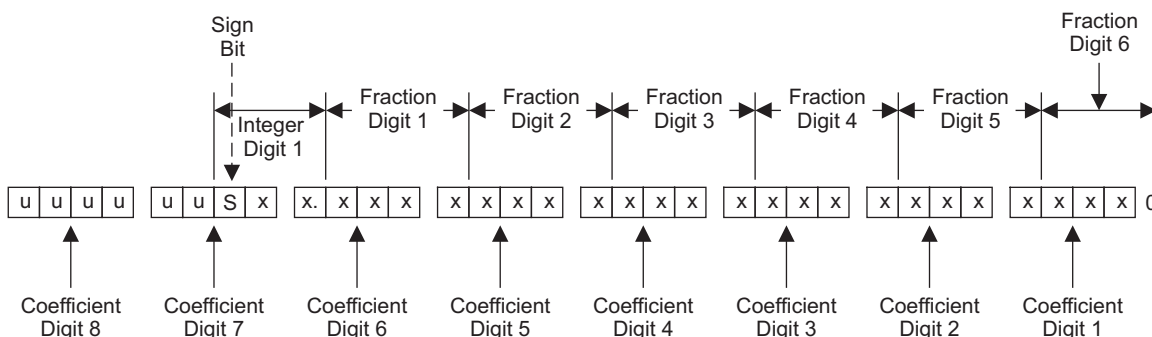 Sign
Bit
Fraction
Digit 6
Integer
Digit 1
Fraction
Digit 1
Fraction
Digit 2
Fraction
Digit 3
Fraction
Digit 4
Fraction
Digit 5
u u u u
u u S x
x. x x x
x x x x
x x x x
x x x x
x x x x
x x x x
Coefficient
Digit 8
Coefficient
Digit 7
Coefficient
Digit 6
Coefficient
Digit 5
Coefficient
Digit 4
Coefficient
Digit 3
Coefficient
Digit 2
Coefficient
Digit 1